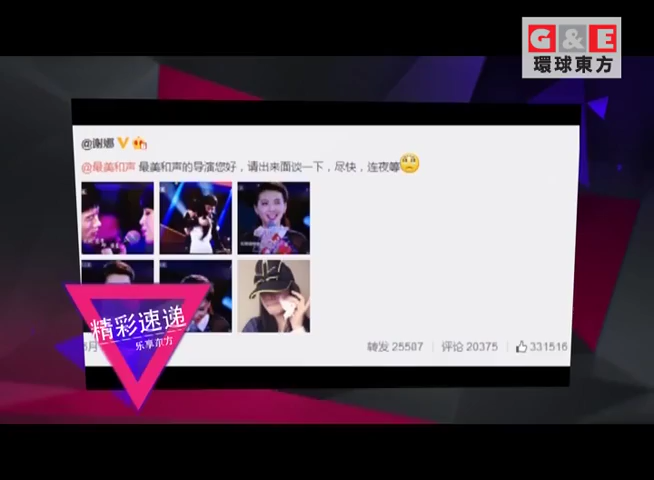 G&E
環球東方
@谢娜
@最美和声 最美和声的导演您好，请出来面谈一下，尽快，连夜等
精彩速递
乐享东方
转发 25587 评论 20375 331516